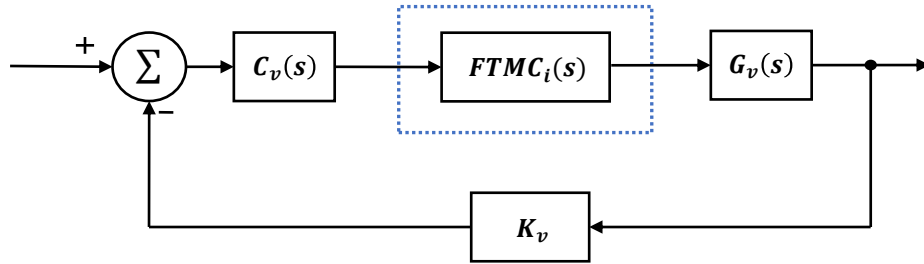 +
Σ
−
C_v(s)
FTMC_i(s)
G_v(s)
K_v